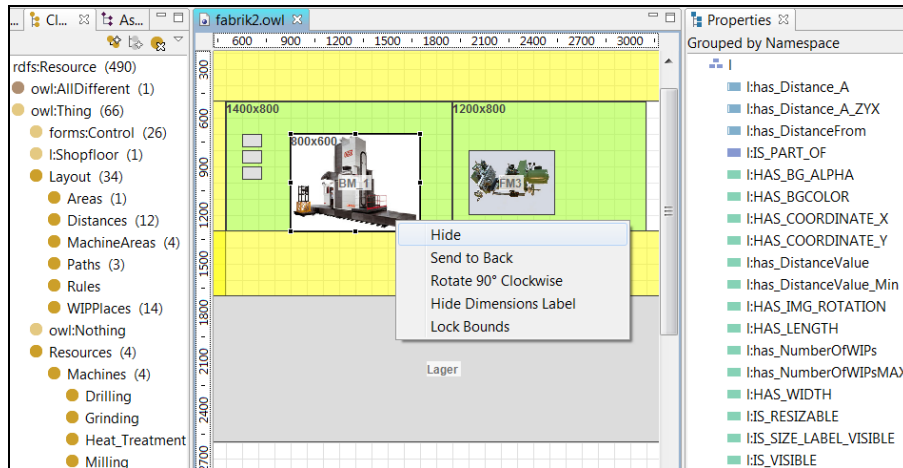 ... Cl... As...
rdfs:Resource (490)
owl:AllDifferent (1)
owl:Thing (66)
forms:Control (26)
l:Shopfloor (1)
Layout (34)
Areas (1)
Distances (12)
MachineAreas (4)
Paths (3)
Rules
WIPPlaces (14)
owl:Nothing
Resources (4)
Machines (4)
Drilling
Grinding
Heat_Treatment
Milling
fabrik2.owl
600 900 1200 1500 1800 2100 2400 2700 3000
300
600
900
1200
1500
1800
2100
2400
2700
1400x800
1200x800
800x600
BM_1
FM3
Hide
Send to Back
Rotate 90° Clockwise
Hide Dimensions Label
Lock Bounds
Lager
Properties
Grouped by Namespace
l
l:has_Distance_A
l:has_Distance_A_ZYX
l:has_DistanceFrom
l:IS_PART_OF
l:HAS_BG_ALPHA
l:HAS_BGCOLOR
l:HAS_COORDINATE_X
l:HAS_COORDINATE_Y
l:has_DistanceValue
l:has_DistanceValue_Min
l:HAS_IMG_ROTATION
l:HAS_LENGTH
l:has_NumberOfWIPs
l:has_NumberOfWIPsMAX
l:HAS_WIDTH
l:IS_RESIZABLE
l:IS_SIZE_LABEL_VISIBLE
l:IS_VISIBLE